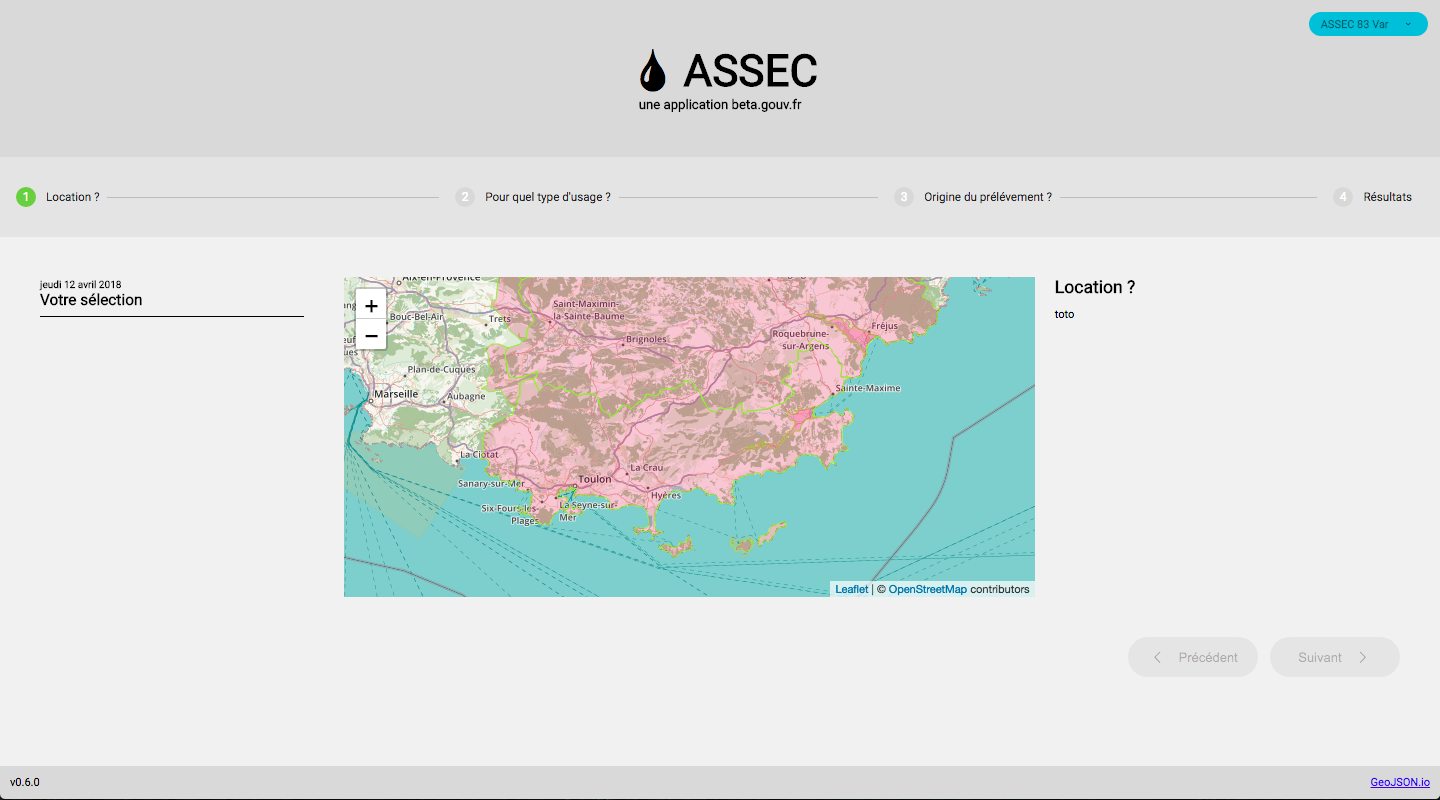 ASSEC 83 Var
ASSEC
une application beta.gouv.fr
1 Location ?
2 Pour quel type d'usage ?
3 Origine du prélévement ?
4 Résultats
jeudi 12 avril 2018
Votre sélection
+
−
Aix-en-Provence
Bouc-Bel-Air
Trets
Saint-Maximin-
la-Sainte-Baume
Brignoles
Roquebrune-
sur-Argens
Fréjus
Plan-de-Cuques
Marseille
Aubagne
Sainte-Maxime
La Ciotat
Sanary-sur-Mer
Toulon
La Crau
Hyères
Six-Fours-les-
Plages
La Seyne-sur-
Mer
Leaflet | © OpenStreetMap contributors
Location ?
toto
Précédent
Suivant
v0.6.0
GeoJSON.io